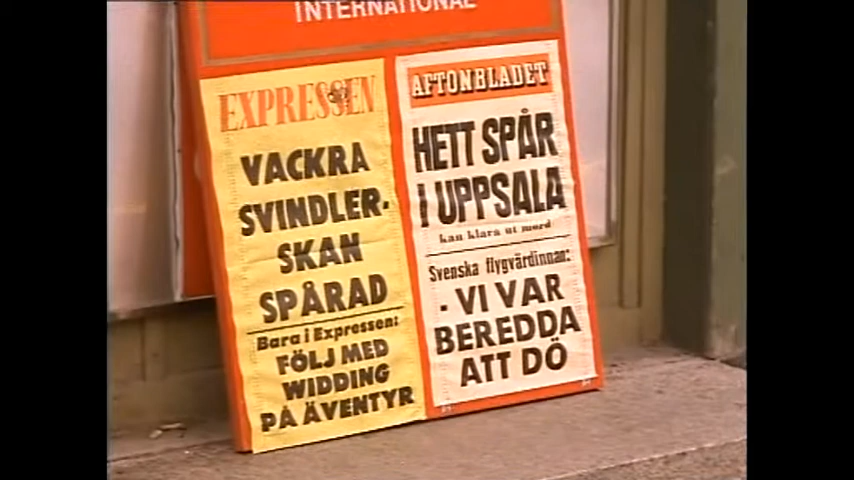 INTERNATIONAL
EXPRESSEN
VACKRA
SVINDLER-
SKAN
SPÅRAD
Bara i Expressen:
FÖLJ MED
WIDDING
PÅ ÄVENTYR
AFTONBLADET
HETT SPÅR
I UPPSALA
kan klara ut mord
Svenska flygvärdinnan:
- VI VAR
BEREDDA
ATT DÖ